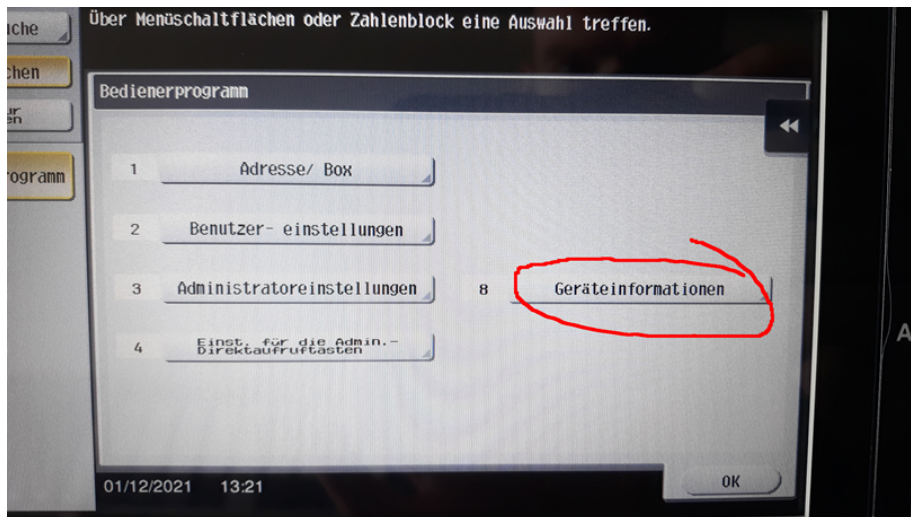 Über Menüschaltflächen oder Zahlenblock eine Auswahl treffen.
Bedienerprogramm
1 Adresse/ Box
2 Benutzer- einstellungen
3 Administratoreinstellungen
8 Geräteinformationen
4 Einst. für die Admin.-
Direktaufruftasten
01/12/2021 13:21
OK